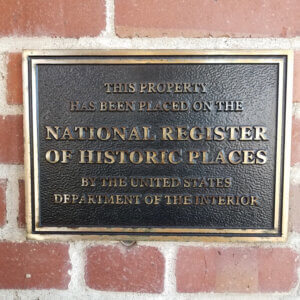 THIS PROPERTY
HAS BEEN PLACED ON THE
NATIONAL REGISTER
OF HISTORIC PLACES
BY THE UNITED STATES
DEPARTMENT OF THE INTERIOR